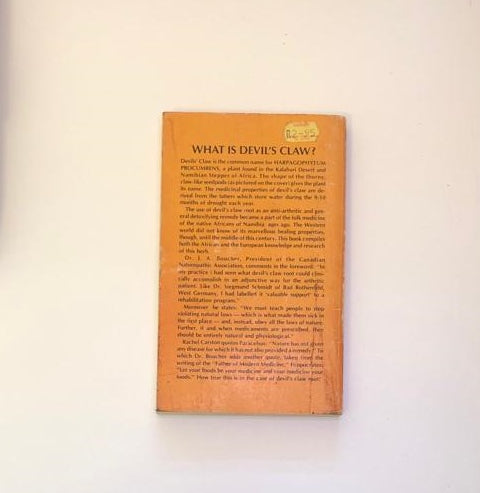 R2-95
WHAT IS DEVIL'S CLAW?
Devils' Claw is the common name for HARPAGOPHYTUM
PROCUMBENS, a plant found in the Kalahari Desert and
Namibian Steppes of Africa. The shape of the thorny,
claw-like seedpods (as pictured on the cover) gives the plant
its name. The medicinal properties of devil's claw are de-
rived from the tubers which store water during the 9-10
months of drought each year.
The use of devil's claw root as an anti-arthritic and gen-
eral detoxifying remedy became a part of the folk medicine
of the native Africans of Namibia ages ago. The Western
world did not know of its marvellous healing properties,
though, until the middle of this century. This book compiles
both the African and the European knowledge and research
of this herb.
Dr. J. A. Boucher, President of the Canadian
Naturopathic Association, comments in the foreword: "In
my practice I had seen what devil's claw root could clini-
cally accomplish in an adjunctive way for the arthritic
patient. Like Dr. Siegmund Schmidt of Bad Rothenfelde,
West Germany, I had labelled it 'valuable support' to a
rehabilitation program."
Moreover he states: "We must teach people to stop
violating natural laws — which is what made them sick in
the first place — and, instead, obey all the laws of nature.
Further, if and when medicaments are prescribed, they
should be entirely natural and physiological."
Rachel Carston quotes Paracelsus: "Nature has not given
any disease for which it has not also provided a remedy." To
which Dr. Boucher adds another quote, taken from the
writing of the "Father of Modern Medicine," Hippocrates:
"Let your foods be your medicine and your medicine your
foods." How true this is in the case of devil's claw root!